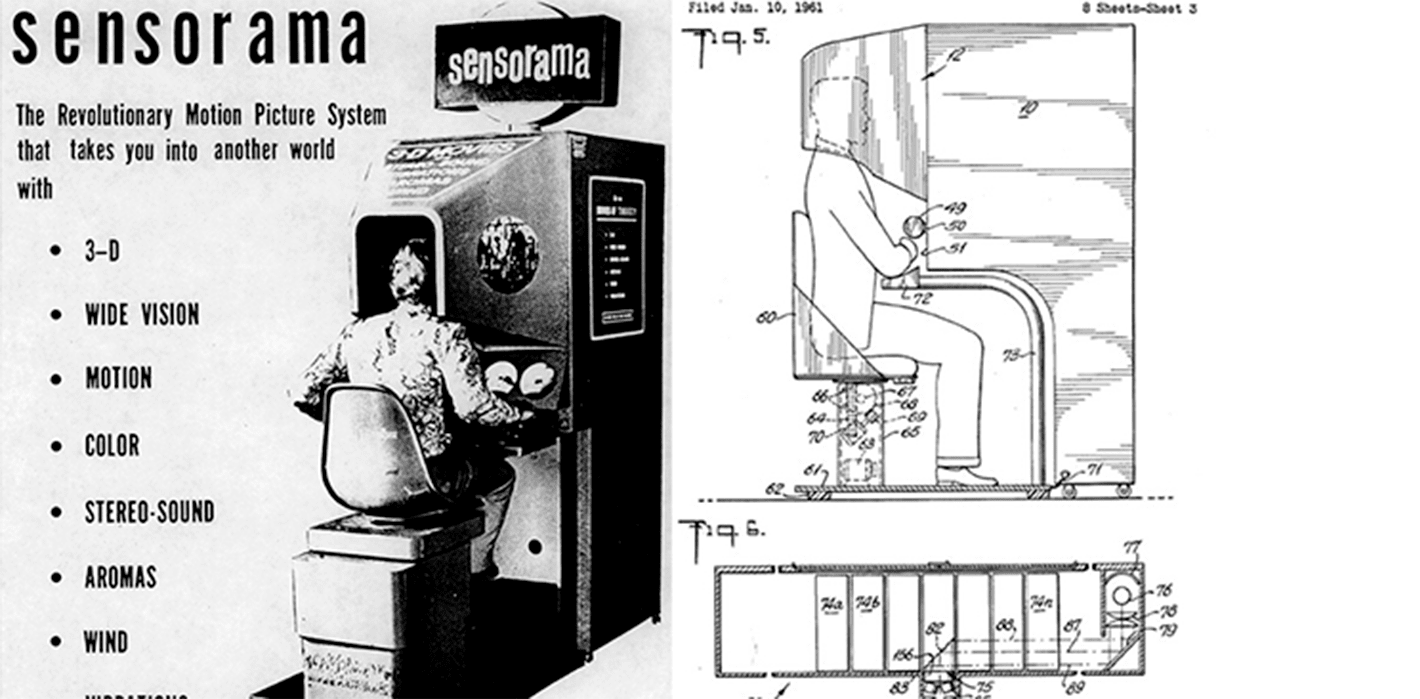 sensorama
The Revolutionary Motion Picture System
that takes you into another world
with
• 3-D
• WIDE VISION
• MOTION
• COLOR
• STEREO-SOUND
• AROMAS
• WIND
sensorama
3-D MOVIES
Filed Jan. 10, 1961
8 Sheets-Sheet 3
Fig. 5.
12
10
49
50
51
72
60
73
66
67
68
64
69
70
65
63
61
71
62
Fig. 6.
77
74a
74b
74n
76
78
82
88
87
79
156
83
75
89